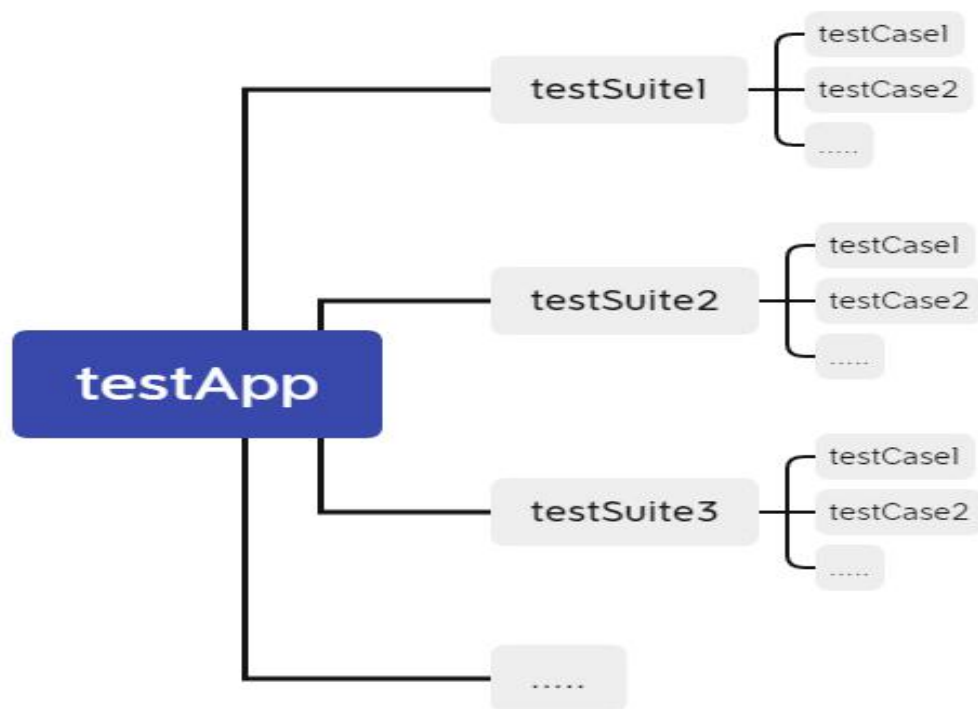 testApp
testSuite1
testCase1
testCase2
.....
testSuite2
testCase1
testCase2
.....
testSuite3
testCase1
testCase2
.....
.....